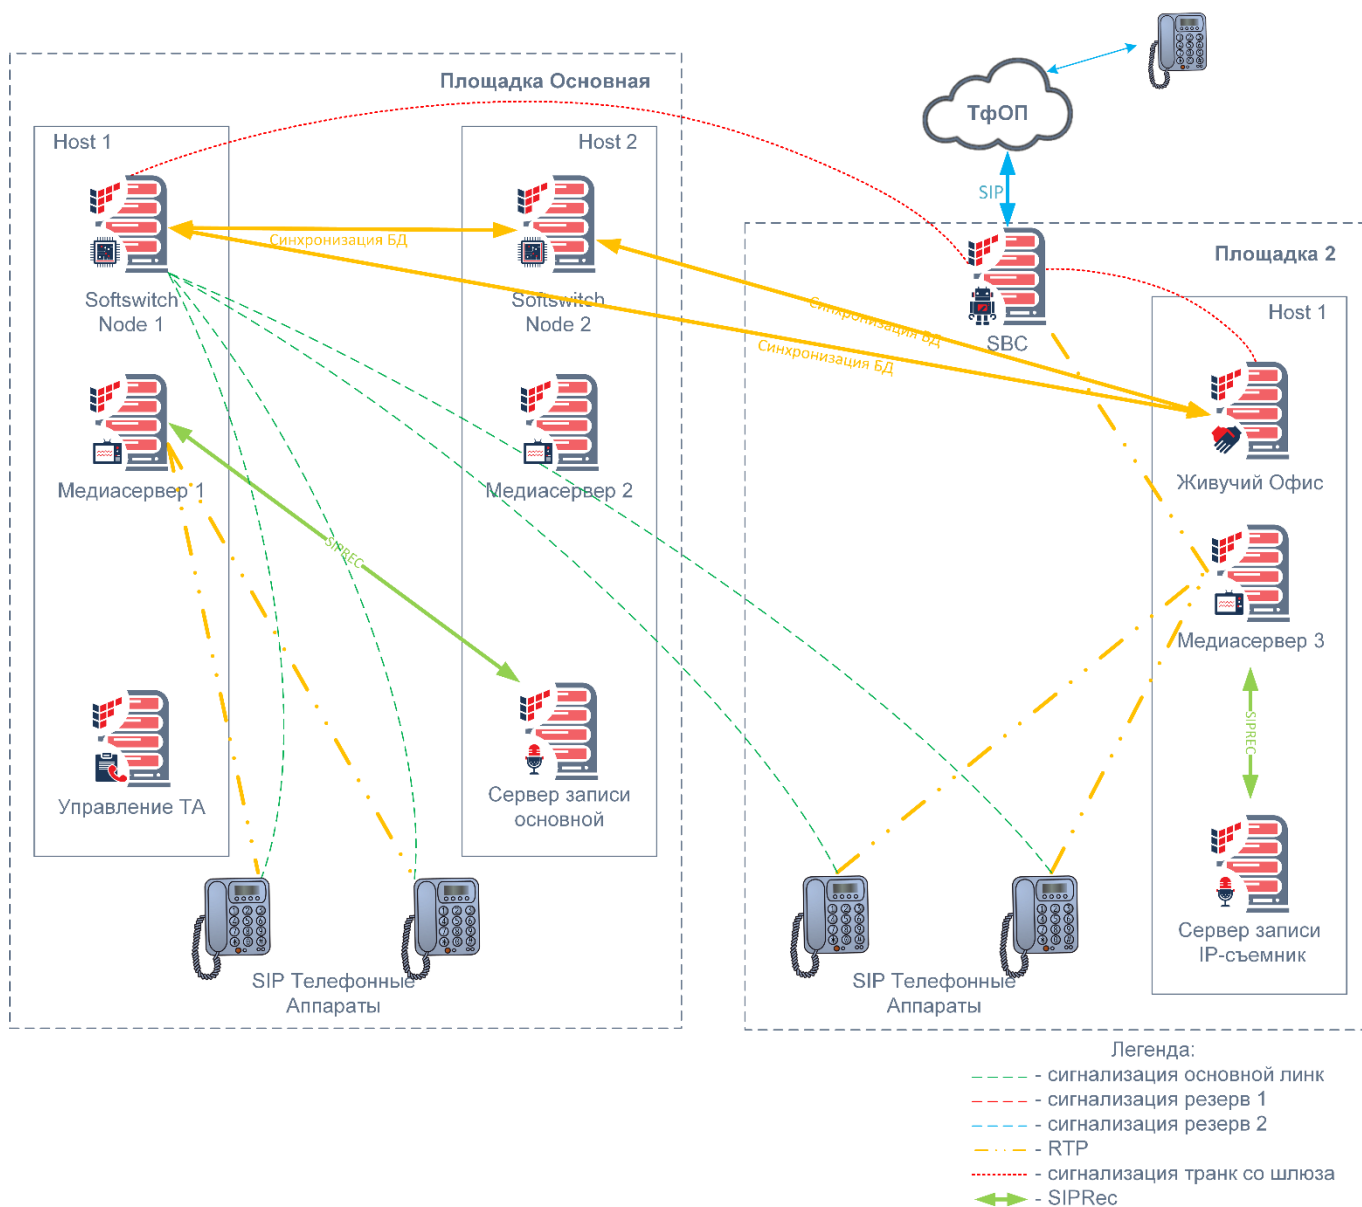 Площадка Основная
ТфОП
Host 1
Host 2
SIP
Площадка 2
Синхронизация БД
Softswitch
Node 1
Softswitch
Node 2
SBC
Host 1
Синхронизация БД
Синхронизация БД
Медиасервер 1
Медиасервер 2
Живучий Офис
SIPREC
Медиасервер 3
SIPREC
Управление ТА
Сервер записи
основной
Сервер записи
IP-съемник
SIP Телефонные
Аппараты
SIP Телефонные
Аппараты
Легенда:
- сигнализация основной линк
- сигнализация резерв 1
- сигнализация резерв 2
- RTP
- сигнализация транк со шлюза
- SIPRec